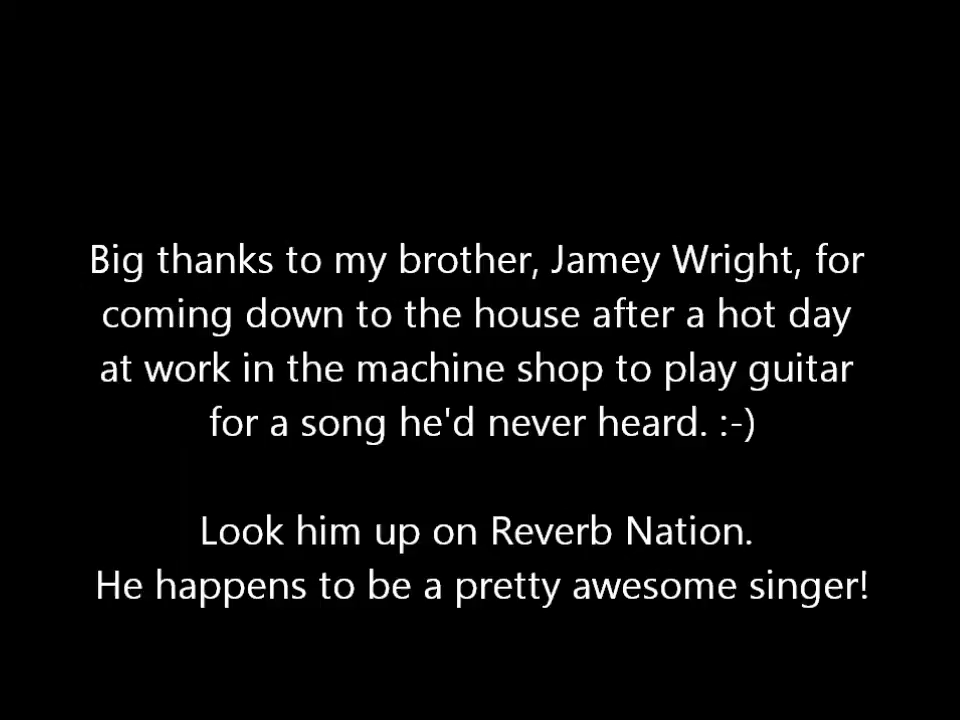 Big thanks to my brother, Jamey Wright, for
coming down to the house after a hot day
at work in the machine shop to play guitar
for a song he'd never heard. :-)
Look him up on Reverb Nation.
He happens to be a pretty awesome singer!